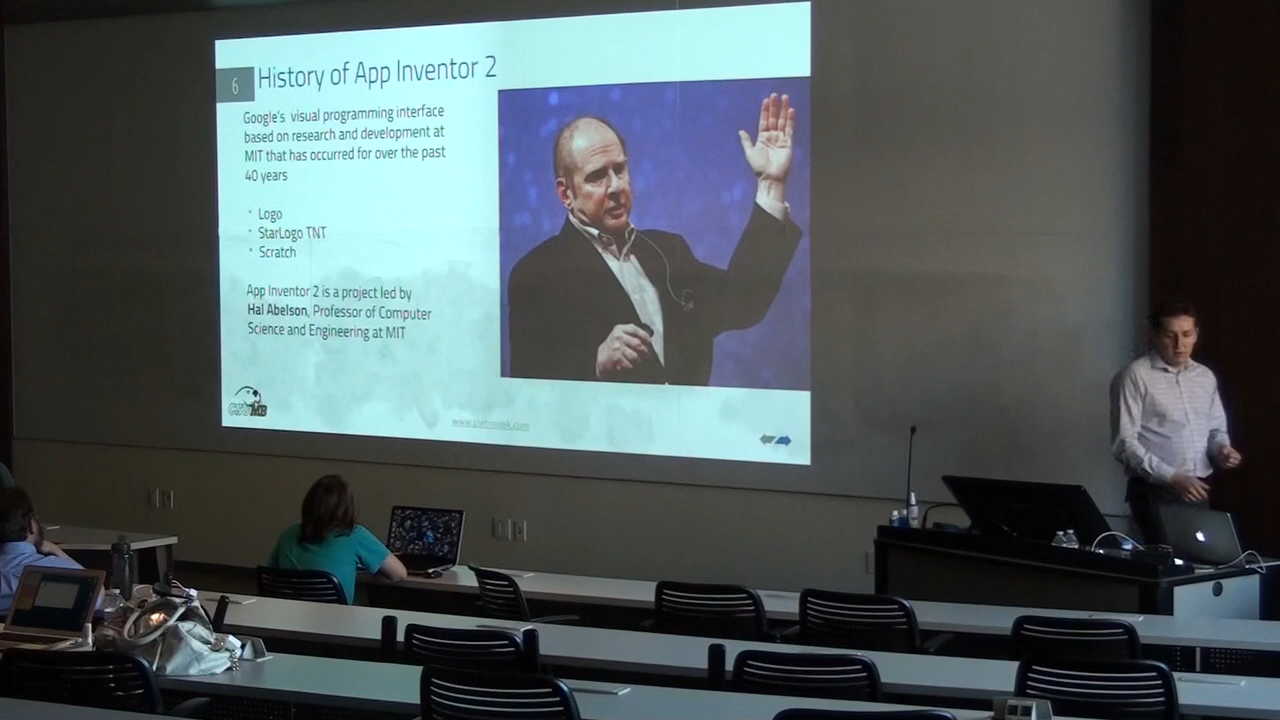 6
History of App Inventor 2
Google's visual programming interface
based on research and development at
MIT that has occurred for over the past
40 years
· Logo
· StarLogo TNT
· Scratch
App Inventor 2 is a project led by
Hal Abelson, Professor of Computer
Science and Engineering at MIT
CSUMB